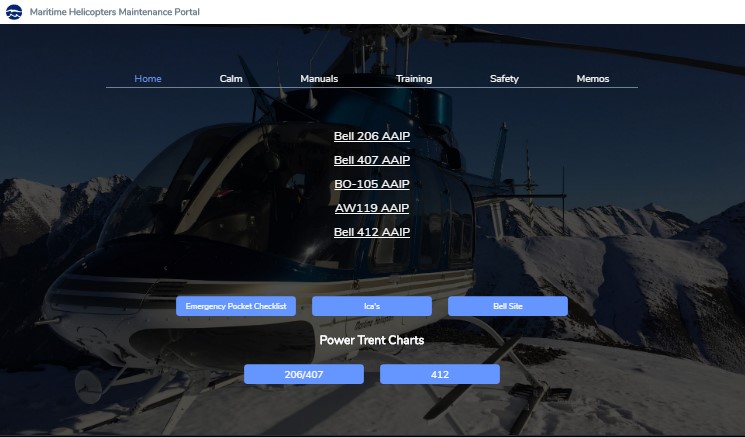 Maritime Helicopters Maintenance Portal
Home Calm Manuals Training Safety Memos
Bell 206 AAIP
Bell 407 AAIP
BO-105 AAIP
AW119 AAIP
Bell 412 AAIP
Emergency Pocket Checklist Ica's Bell Site
Power Trent Charts
206/407 412